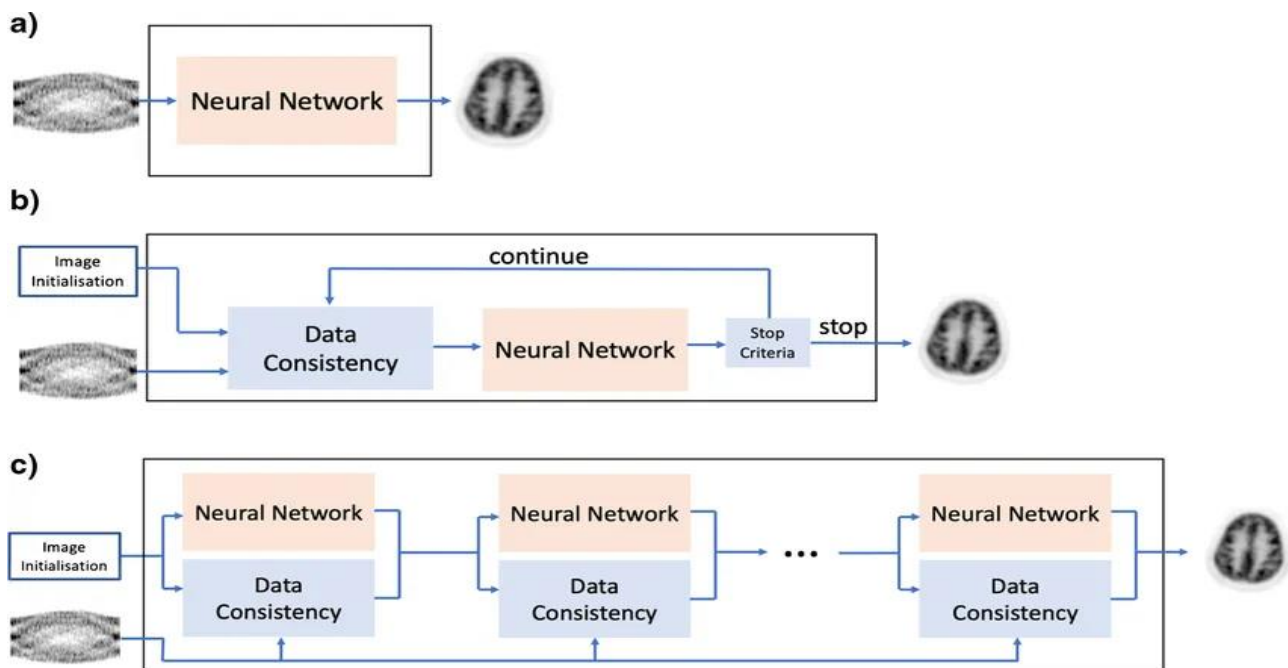 a)
Neural Network
b)
Image
Initialisation
continue
Data
Consistency
Neural Network
Stop
Criteria
stop
c)
Image
Initialisation
Neural Network
Data
Consistency
Neural Network
Data
Consistency
...
Neural Network
Data
Consistency